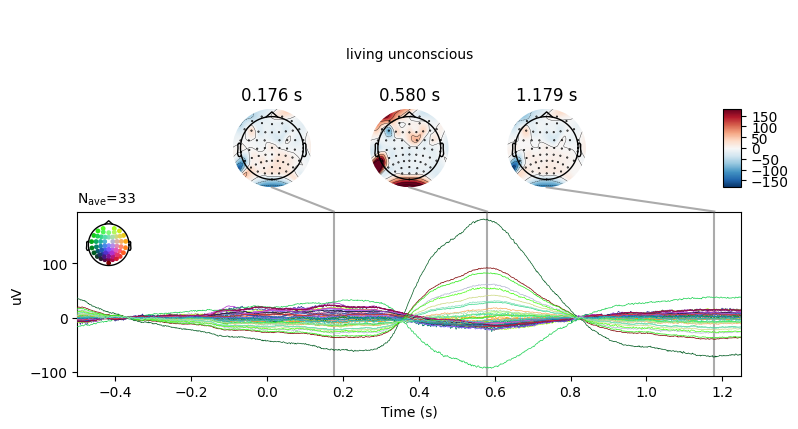 living unconscious
0.176 s
0.580 s
1.179 s
150
100
50
0
−50
−100
−150
Nave=33
uV
100
0
−100
−0.4 −0.2 0.0 0.2 0.4 0.6 0.8 1.0 1.2
Time (s)